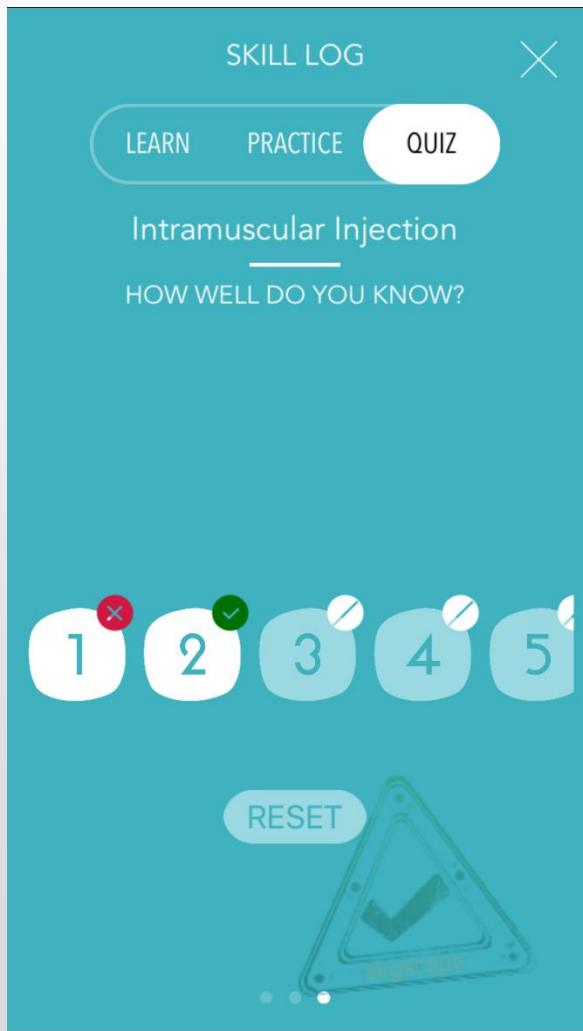 SKILL LOG
LEARN PRACTICE QUIZ
Intramuscular Injection
HOW WELL DO YOU KNOW?
1 2 3 4 5
RESET